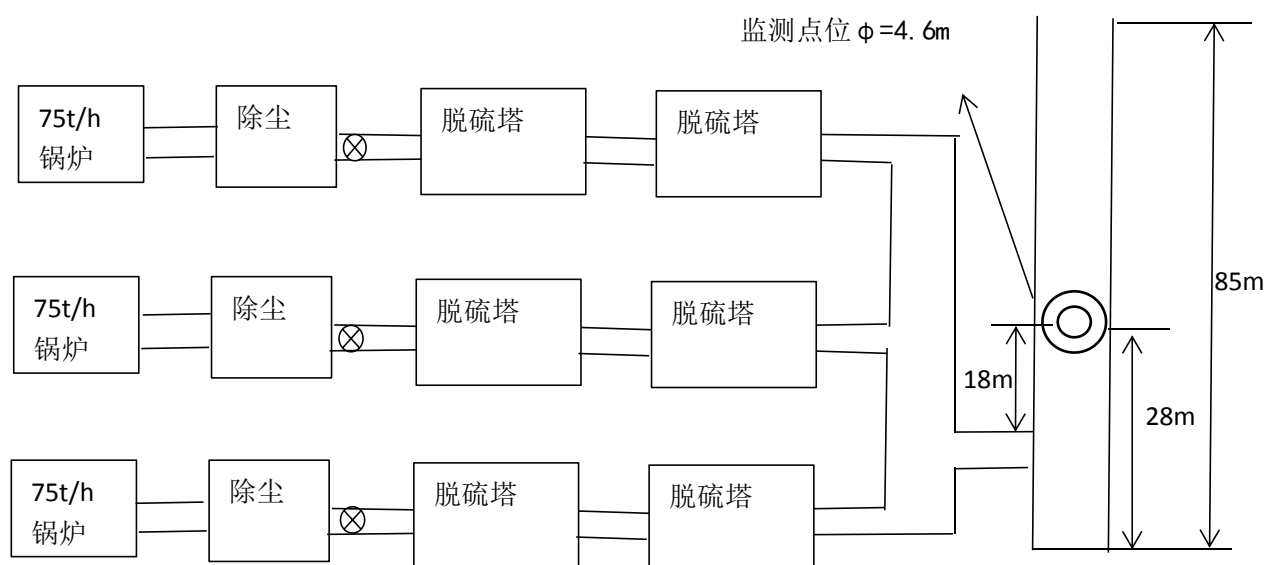 监测点位φ=4.6m
75t/h
锅炉
除尘
脱硫塔
脱硫塔
75t/h
锅炉
除尘
脱硫塔
脱硫塔
75t/h
锅炉
除尘
脱硫塔
脱硫塔
18m
28m
85m